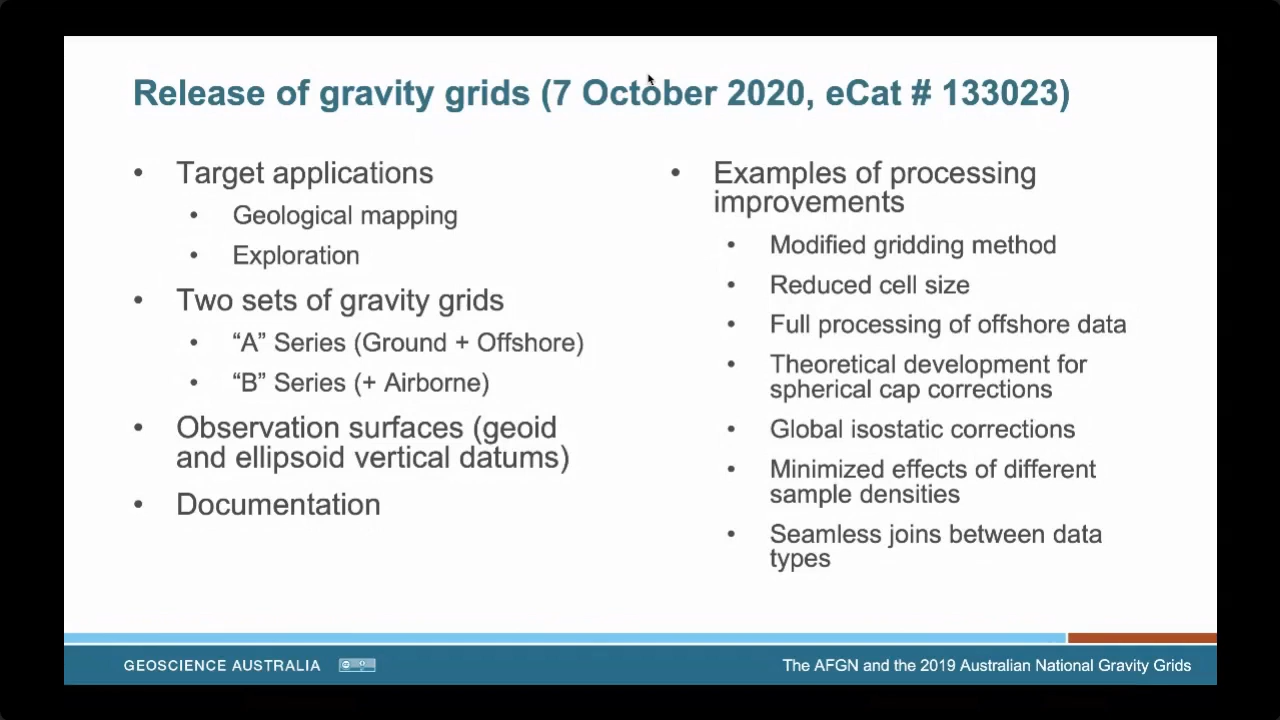 Release of gravity grids (7 October 2020, eCat # 133023)
• Target applications
• Geological mapping
• Exploration
• Two sets of gravity grids
• “A” Series (Ground + Offshore)
• “B” Series (+ Airborne)
• Observation surfaces (geoid
and ellipsoid vertical datums)
• Documentation
• Examples of processing
improvements
• Modified gridding method
• Reduced cell size
• Full processing of offshore data
• Theoretical development for
spherical cap corrections
• Global isostatic corrections
• Minimized effects of different
sample densities
• Seamless joins between data
types
GEOSCIENCE AUSTRALIA
The AFGN and the 2019 Australian National Gravity Grids